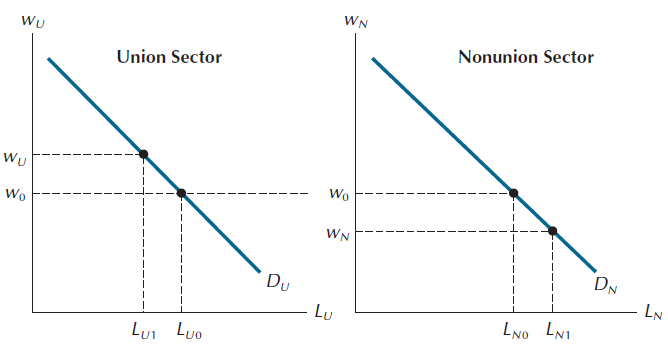 w_U
Union Sector
w_U
w_0
D_U
L_U
L_U1
L_U0
w_N
Nonunion Sector
w_0
w_N
D_N
L_N
L_N0
L_N1